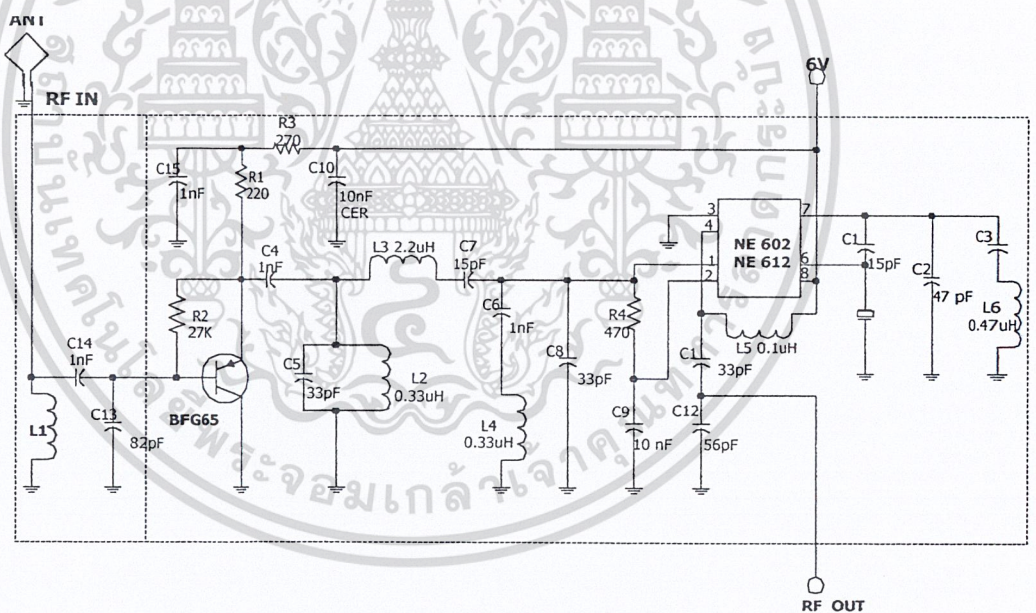 ANT
RF IN
6V
R3
270
C15
1nF
R1
220
C10
10nF
CER
3
4
1
2
NE 602
NE 612
7
6
8
C1
15pF
C2
47 pF
C3
L6
0.47uH
C4
1nF
L3 2.2uH
C7
15pF
R2
27K
C6
1nF
R4
470
L5 0.1uH
C14
1nF
C5
33pF
L2
0.33uH
C8
33pF
C1
33pF
BFG65
L1
C13
82pF
L4
0.33uH
C9
10 nF
C12
56pF
RF OUT